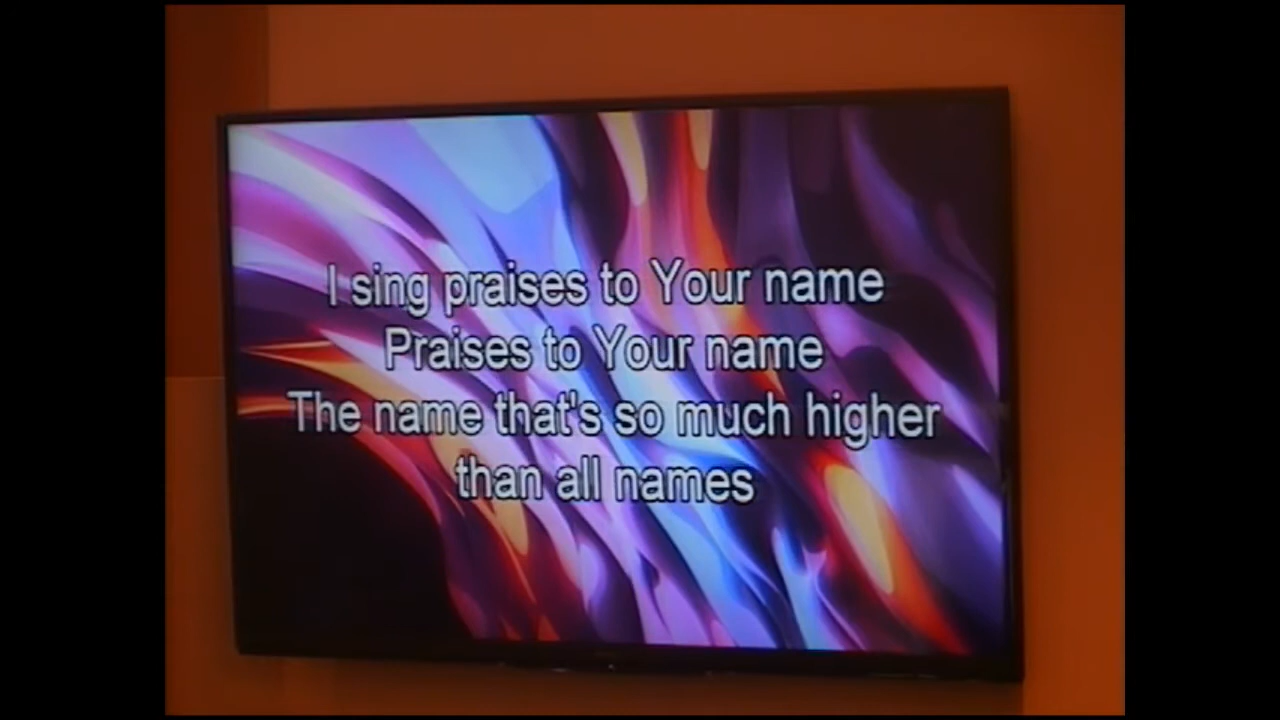 I sing praises to Your name
Praises to Your name
The name that's so much higher
than all names